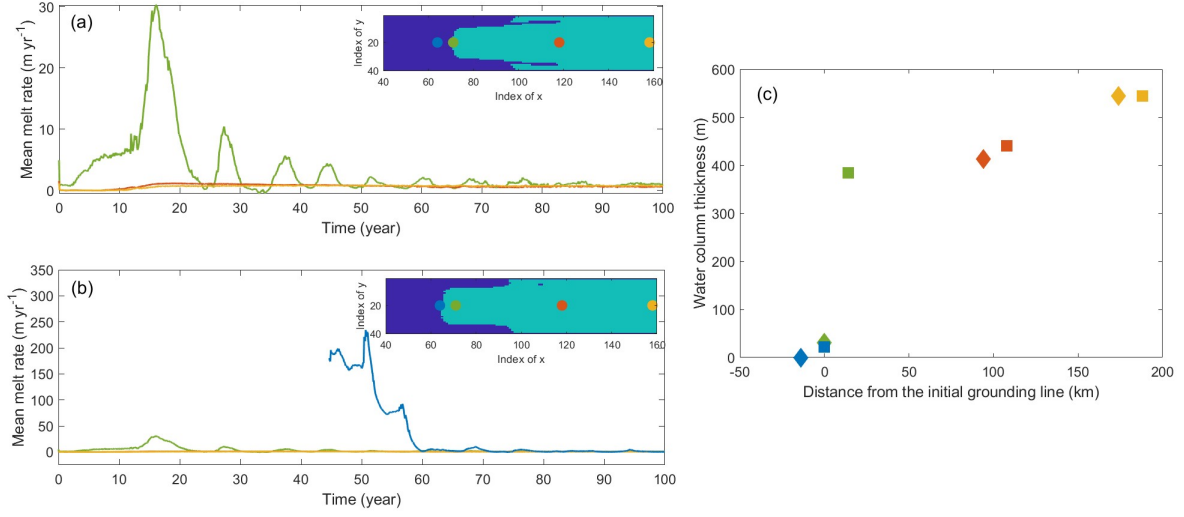 (a)
Mean melt rate (m yr⁻¹)
30
20
10
0
0 10 20 30 40 50 60 70 80 90 100
Time (year)
Index of y
20
40
40 60 80 100 120 140 160
Index of x
(b)
Mean melt rate (m yr⁻¹)
350
300
250
200
150
100
50
0
0 10 20 30 40 50 60 70 80 90 100
Time (year)
Index of y
20
40
40 60 80 100 120 140 160
Index of x
(c)
Water column thickness (m)
600
500
400
300
200
100
0
-50 0 50 100 150 200
Distance from the initial grounding line (km)